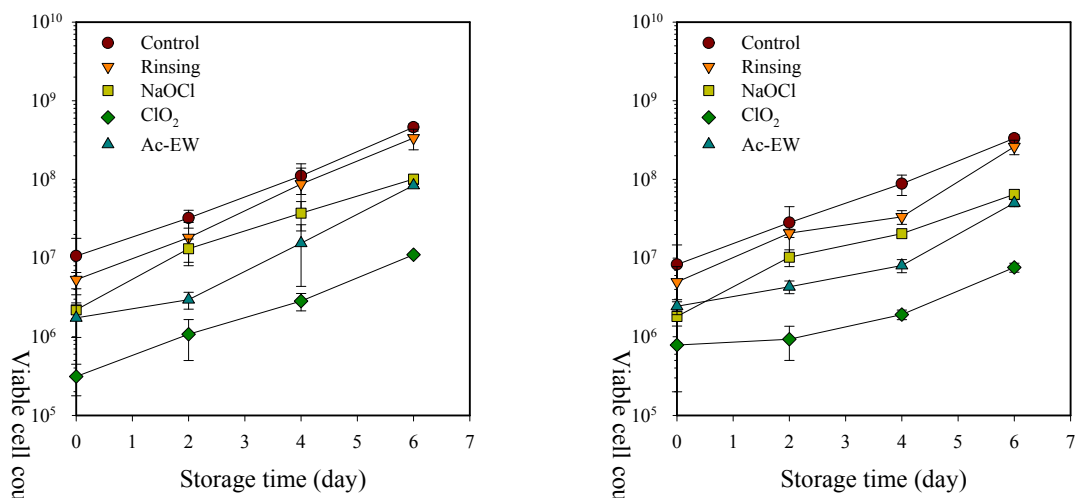 10^10
10^9
10^8
10^7
10^6
10^5
Control
Rinsing
NaOCl
ClO₂
Ac-EW
0 1 2 3 4 5 6 7
Storage time (day)
Viable cell
10^10
10^9
10^8
10^7
10^6
10^5
Control
Rinsing
NaOCl
ClO₂
Ac-EW
0 1 2 3 4 5 6 7
Storage time (day)
Viable cell